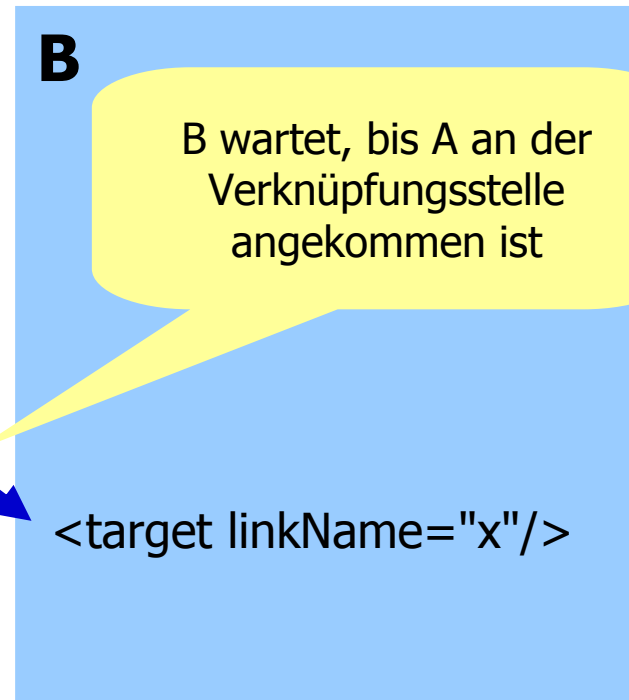 B
B wartet, bis A an der
Verknüpfungsstelle
angekommen ist
<target linkName="x"/>